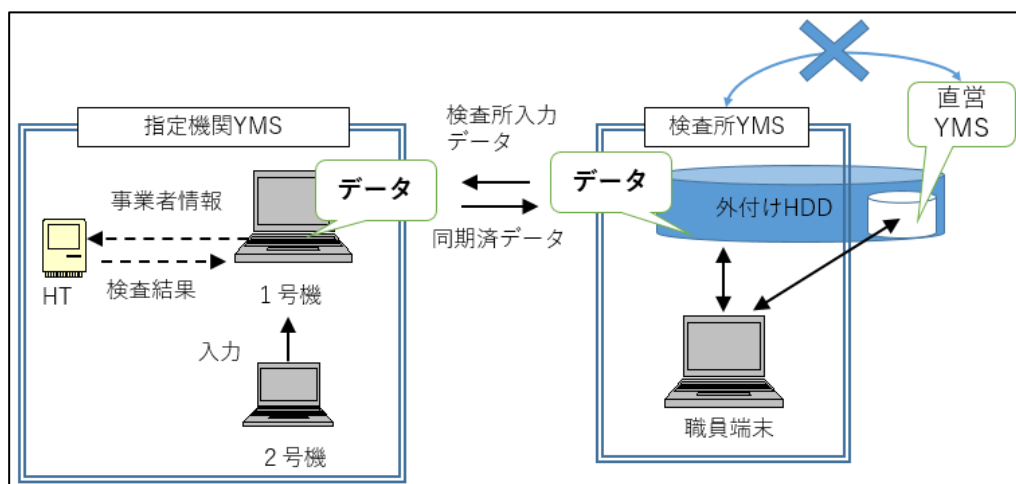 指定機関YMS
検査所入力
データ
検査所YMS
直営
YMS
データ
データ
事業者情報
外付けHDD
同期済データ
HT
検査結果
1号機
入力
職員端末
2号機